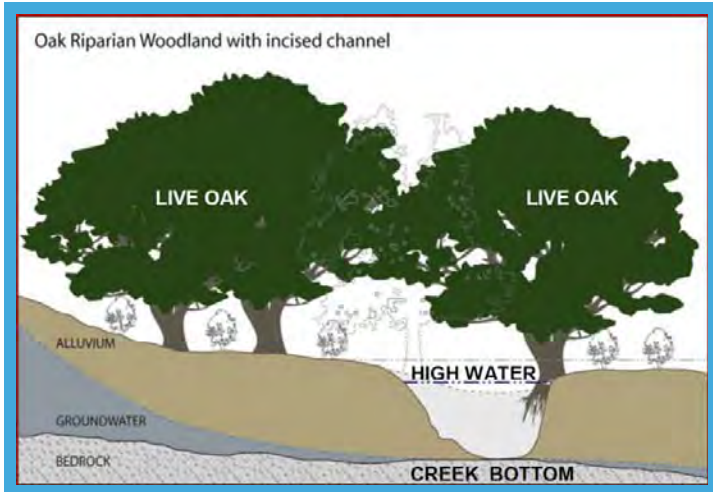 Oak Riparian Woodland with incised channel
LIVE OAK
LIVE OAK
ALLUVIUM
HIGH WATER
GROUNDWATER
BEDROCK
CREEK BOTTOM